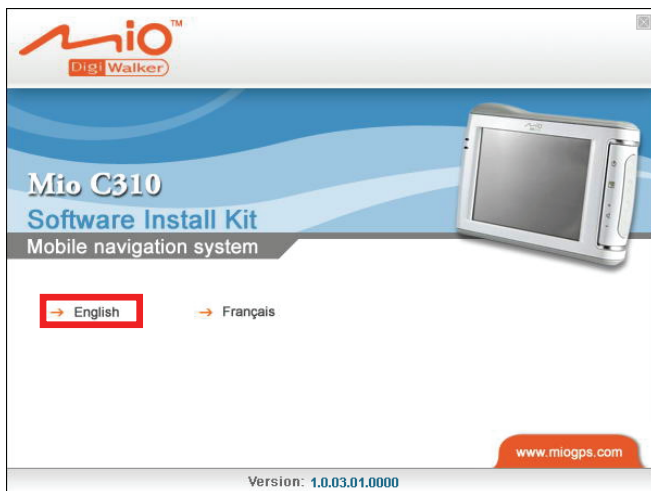 Mio™
Digi Walker
Mio C310
Software Install Kit
Mobile navigation system
→ English
→ Français
www.miogps.com
Version: 1.0.03.01.0000